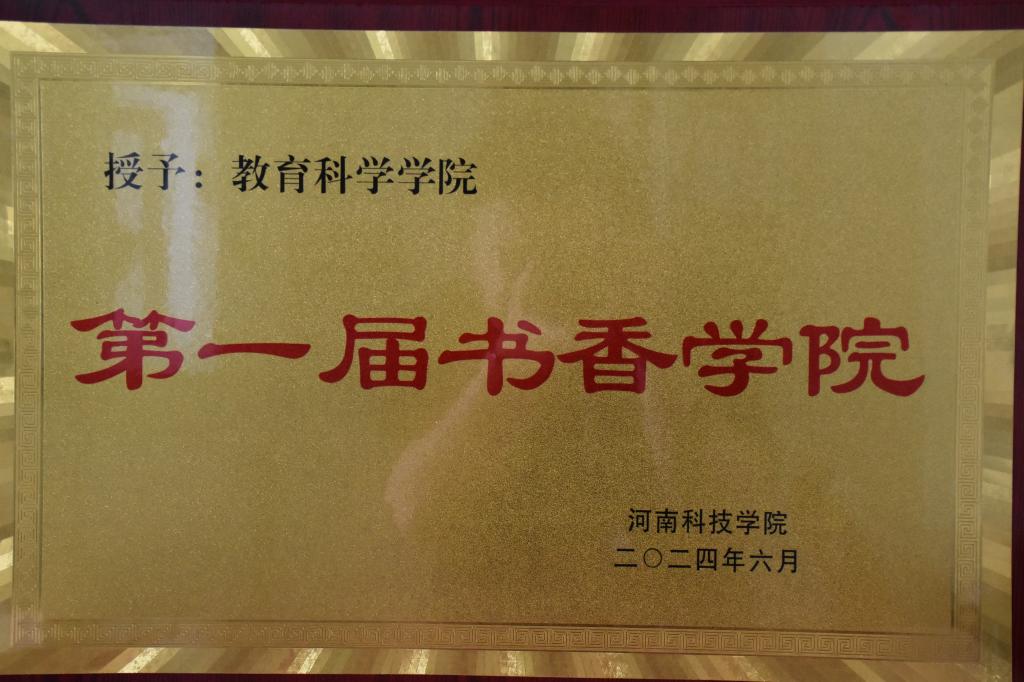 授予：教育科学学院
第一届书香学院
河南科技学院
二〇二四年六月